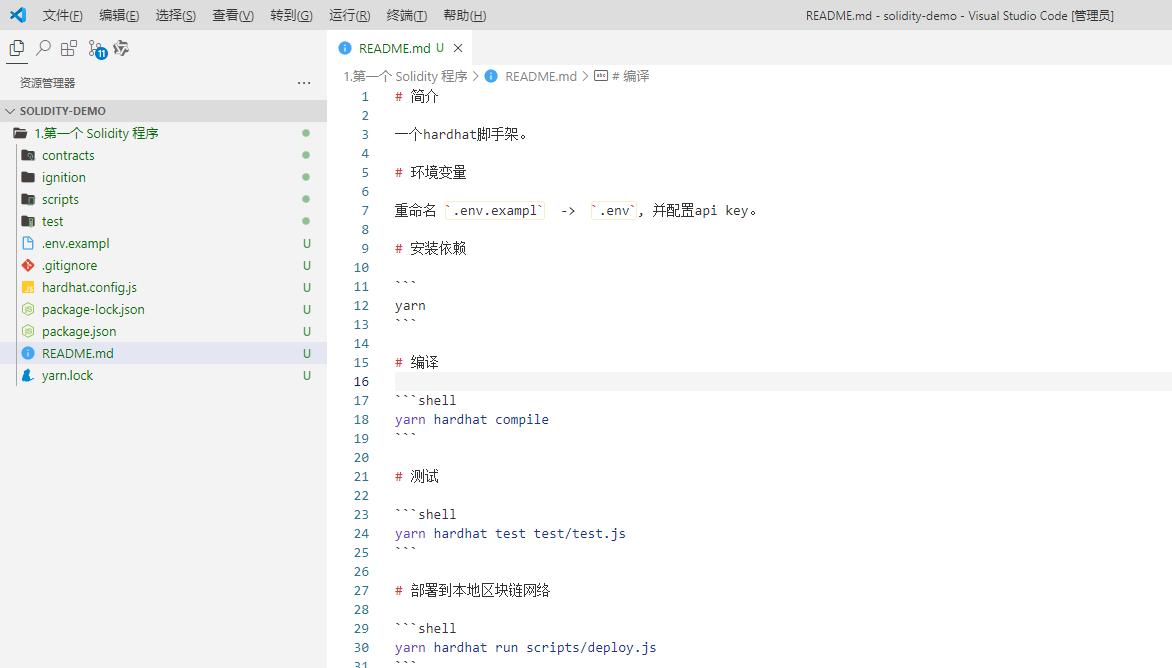 文件(F) 编辑(E) 选择(S) 查看(V) 转到(G) 运行(R) 终端(T) 帮助(H) README.md - solidity-demo - Visual Studio Code [管理员]
11
README.md U
资源管理器
1.第一个 Solidity 程序 > README.md > # 编译
SOLIDITY-DEMO
1.第一个 Solidity 程序
contracts
ignition
scripts
test
.env.exampl U
.gitignore U
hardhat.config.js U
package-lock.json U
package.json U
README.md U
yarn.lock U
1 # 简介
2
3 一个hardhat脚手架。
4
5 # 环境变量
6
7 重命名 `.env.exampl` -> `.env`, 并配置api key。
8
9 # 安装依赖
10
11 ```
12 yarn
13 ```
14
15 # 编译
16
17 ```shell
18 yarn hardhat compile
19 ```
20
21 # 测试
22
23 ```shell
24 yarn hardhat test test/test.js
25 ```
26
27 # 部署到本地区块链网络
28
29 ```shell
30 yarn hardhat run scripts/deploy.js
31 ```